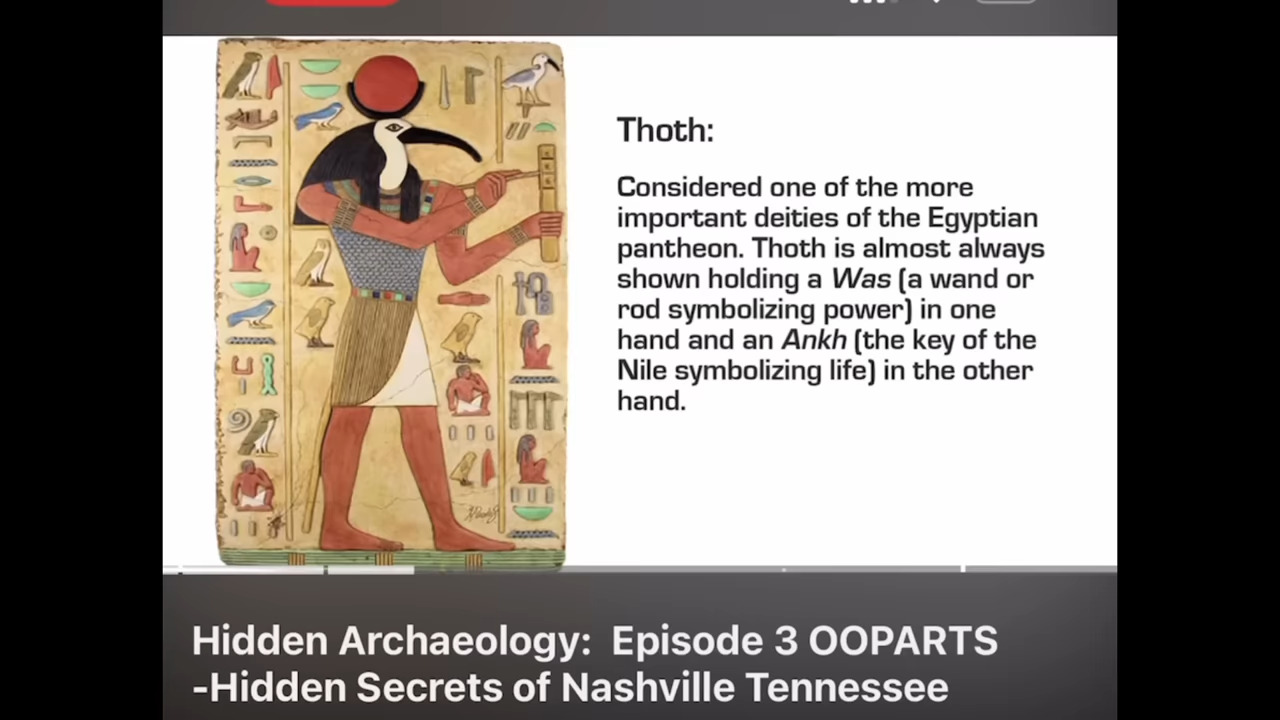 Thoth:
Considered one of the more
important deities of the Egyptian
pantheon. Thoth is almost always
shown holding a Was (a wand or
rod symbolizing power) in one
hand and an Ankh (the key of the
Nile symbolizing life) in the other
hand.
Hidden Archaeology: Episode 3 OOPARTS
-Hidden Secrets of Nashville Tennessee